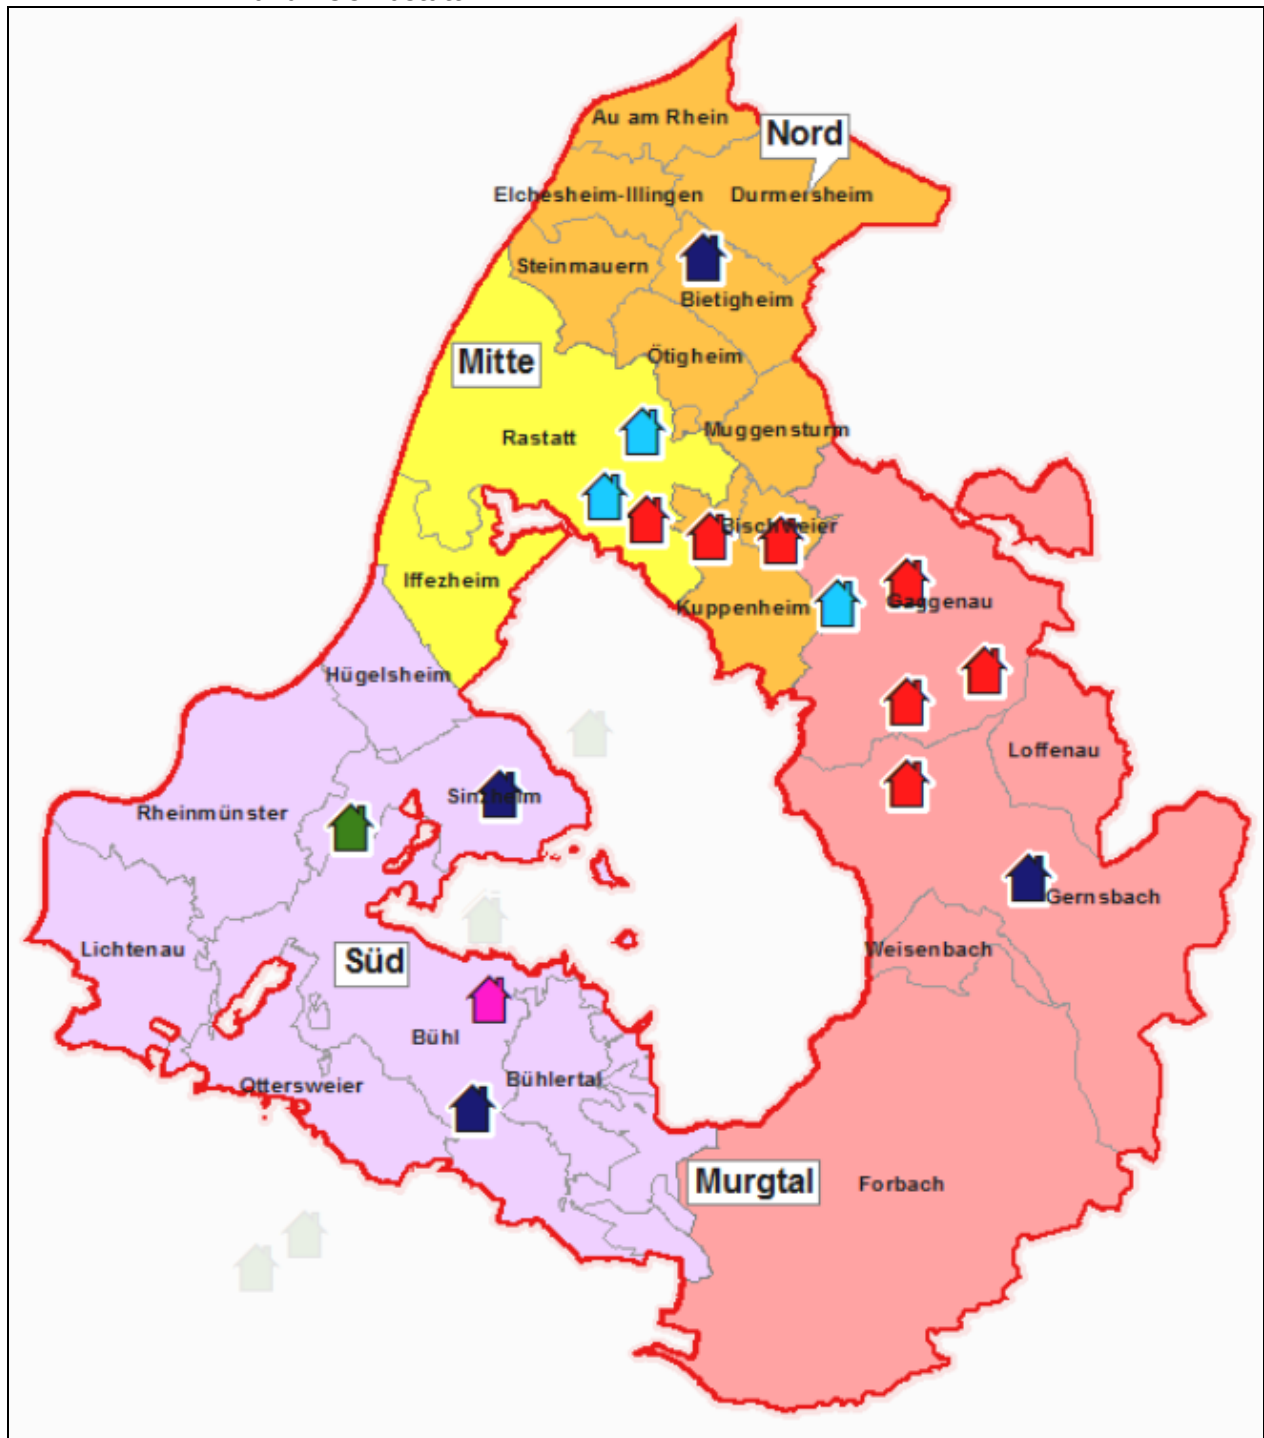 Au am Rhein
Nord
Elchesheim-Illingen
Durmersheim
Steinmauern
Bietigheim
Mitte
Ötigheim
Rastatt
Muggensturm
Bischweier
Iffezheim
Kuppenheim
Gaggenau
Hügelsheim
Loffenau
Rheinmünster
Sinzheim
Gernsbach
Lichtenau
Süd
Weisenbach
Bühl
Ottersweier
Bühlertal
Murgtal
Forbach